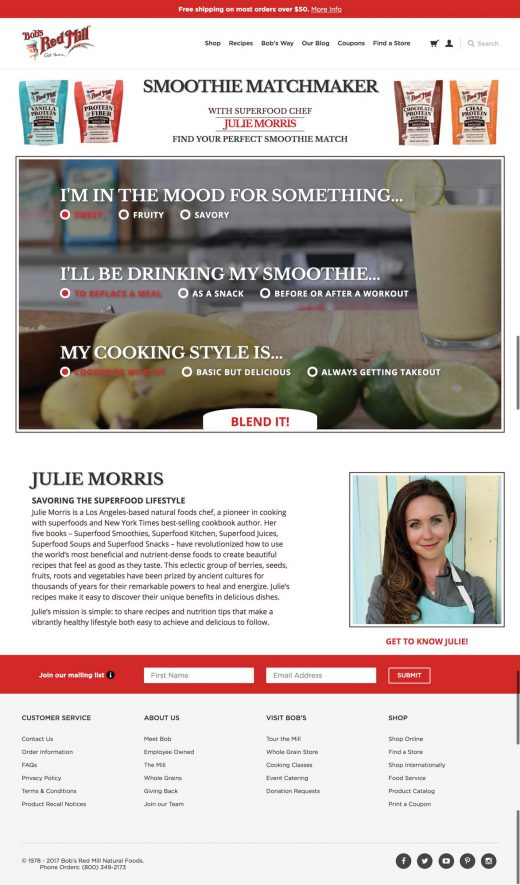 Free shipping on most orders over $50. More Info
Bob's
Red Mill
Shop Recipes Bob's Way Our Blog Coupons Find a Store Search
SMOOTHIE MATCHMAKER
WITH SUPERFOOD CHEF
JULIE MORRIS
FIND YOUR PERFECT SMOOTHIE MATCH
VANILLA PROTEIN POWDER
PROTEIN & FIBER
CHOCOLATE PROTEIN POWDER
CHAI PROTEIN POWDER
I'M IN THE MOOD FOR SOMETHING...
SWEET FRUITY SAVORY
I'LL BE DRINKING MY SMOOTHIE...
TO REPLACE A MEAL AS A SNACK BEFORE OR AFTER A WORKOUT
MY COOKING STYLE IS...
COOKBOOK WORTHY BASIC BUT DELICIOUS ALWAYS GETTING TAKEOUT
BLEND IT!
JULIE MORRIS
SAVORING THE SUPERFOOD LIFESTYLE
Julie Morris is a Los Angeles-based natural foods chef, a pioneer in cooking
with superfoods and New York Times best-selling cookbook author. Her
five books – Superfood Smoothies, Superfood Kitchen, Superfood Juices,
Superfood Soups and Superfood Snacks – have revolutionized how to use
the world's most beneficial and nutrient-dense foods to create beautiful
recipes that feel as good as they taste. This eclectic group of berries, seeds,
fruits, roots and vegetables have been prized by ancient cultures for
thousands of years for their remarkable powers to heal and energize. Julie's
recipes make it easy to discover their unique benefits in delicious dishes.
Julie's mission is simple: to share recipes and nutrition tips that make a
vibrantly healthy lifestyle both easy to achieve and delicious to follow.
GET TO KNOW JULIE!
Join our mailing list First Name Email Address SUBMIT
CUSTOMER SERVICE
Contact Us
Order Information
FAQs
Privacy Policy
Terms & Conditions
Product Recall Notices
ABOUT US
Meet Bob
Employee Owned
The Mill
Whole Grains
Giving Back
Join our Team
VISIT BOB'S
Tour the Mill
Whole Grain Store
Cooking Classes
Event Catering
Donation Requests
SHOP
Shop Online
Find a Store
Shop Internationally
Food Service
Product Catalog
Print a Coupon
© 1978 - 2017 Bob's Red Mill Natural Foods.
Phone Orders: (800) 349-2173